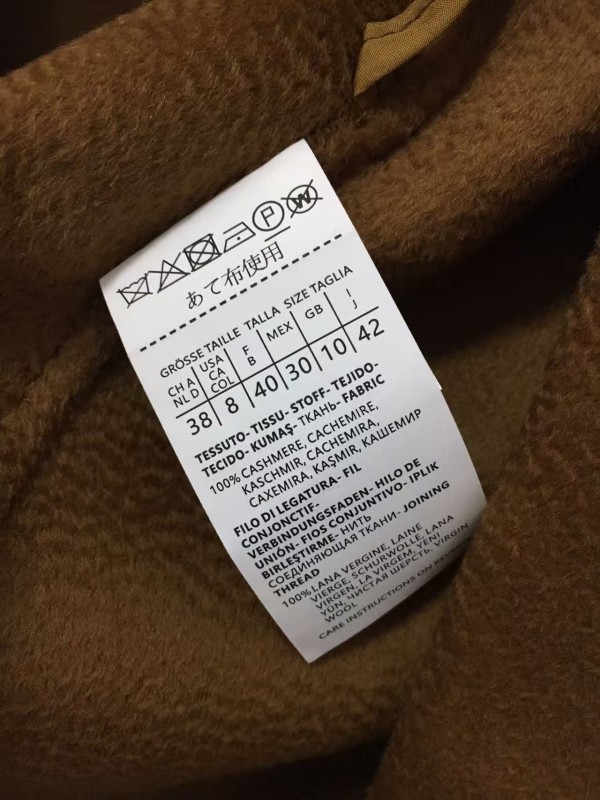 P W
あて布使用
GRÖSSE TAILLE TALLA SIZE TAGLIA
CH A NL D USA CA COL F B MEX GB I J
38 8 40 30 10 42
TESSUTO- TISSU- STOFF- TEJIDO-
TECIDO- KUMAŞ- ТКАНЬ- FABRIC
100% CASHMERE, CACHEMIRE,
KASCHMIR, CACHEMIRA,
CAXEMIRA, KAŞMIR, КАШЕМИР
FILO DI LEGATURA- FIL
CONJONCTIF-
VERBINDUNGSFADEN- HILO DE
UNIÓN- FIOS CONJUNTIVO- IPLIK
BIRLEŞTIRME- НИТЬ
СОЕДИНЯЮЩАЯ ТКАНИ- JOINING
THREAD
100% LANA VERGINE, LAINE
VIERGE, SCHURWOLLE, LANA
VIRGEN, LA VIRGEM, YENI
YÜN, ЧИСТАЯ ШЕРСТЬ, VIRGIN
WOOL
CARE INSTRUCTIONS ON